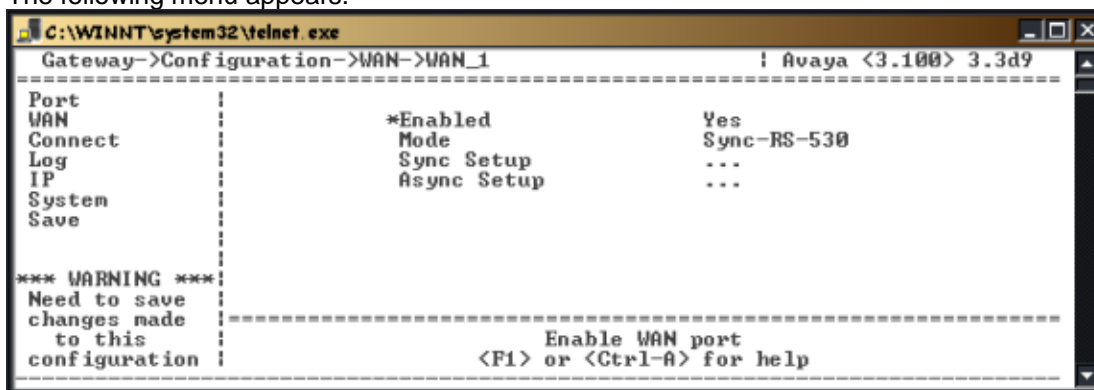 The following menu appears:
C:\WINNT\system32\telnet.exe
Gateway->Configuration->WAN->WAN_1 | Avaya <3.100> 3.3d9
Port
WAN *Enabled Yes
Connect Mode Sync-RS-530
Log Sync Setup ...
IP Async Setup ...
System
Save
*** WARNING ***
Need to save
changes made
to this Enable WAN port
configuration <F1> or <Ctrl-A> for help